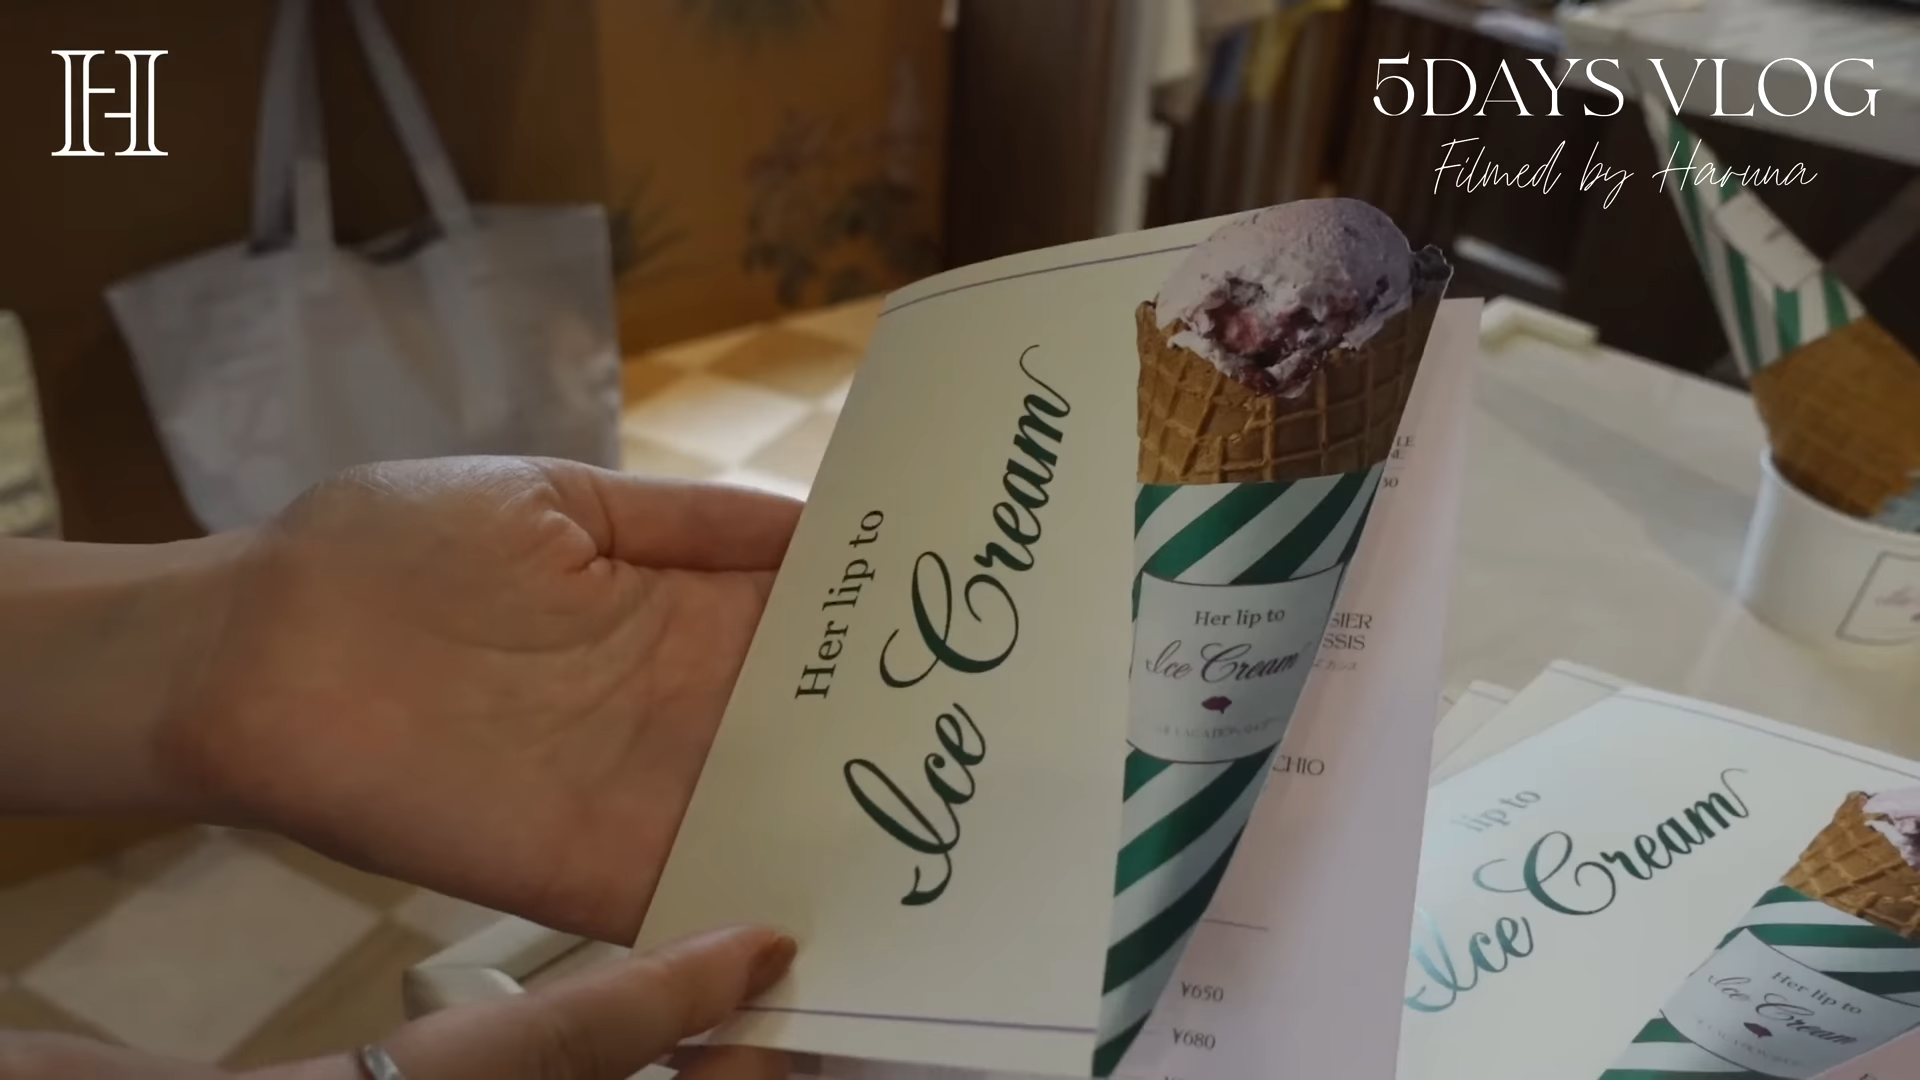 H
5DAYS VLOG
Filmed by Haruna
Her lip to
Ice Cream
Her lip to
Ice Cream
SIER
SSIS
CHIO
¥650
¥680
lip to
Ice Cream
Her lip to
Ice Cream